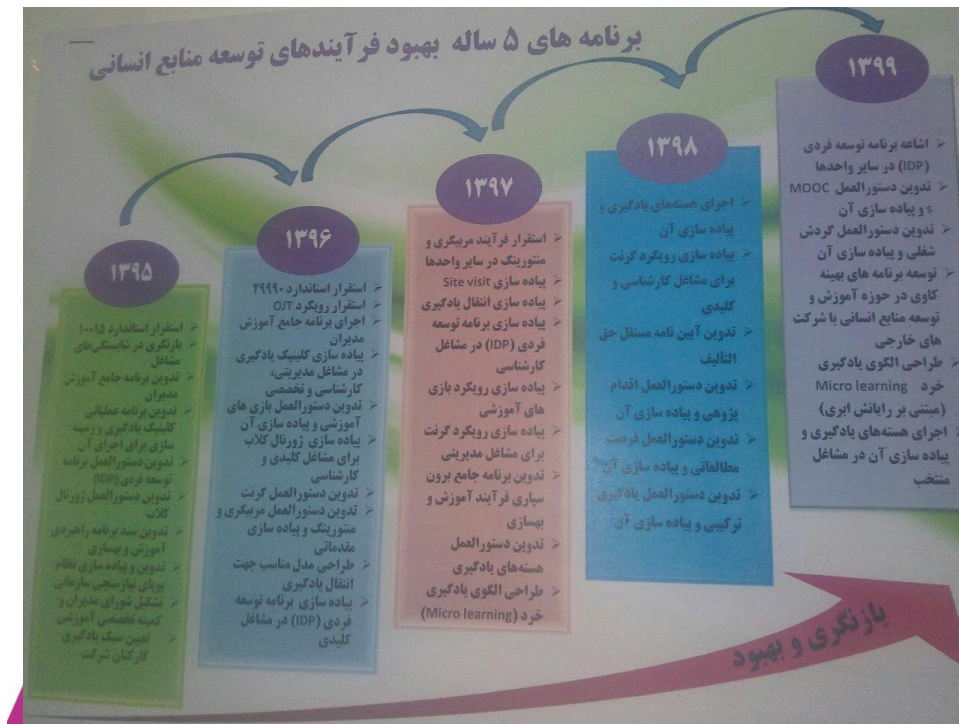 برنامه های ۵ ساله بهبود فرآیندهای توسعه منابع انسانی
۱۳۹۹
➢ اشاعه برنامه توسعه فردی
(IDP) در سایر واحدها
➢ تدوین دستورالعمل MOOC
s و پیاده سازی آن
➢ تدوین دستورالعمل گردش
شغلی و پیاده سازی آن
➢ توسعه برنامه های بهینه
کاوی در حوزه آموزش و
توسعه منابع انسانی با شرکت
های خارجی
➢ طراحی الگوی یادگیری
خرد Micro learning
(مبتنی بر رایانش ابری)
➢ اجرای هسته‌های یادگیری و
پیاده سازی آن در مشاغل
منتخب
۱۳۹۸
➢ اجرای هسته‌های یادگیری و
پیاده سازی آن
➢ پیاده سازی رویکرد گرنت
برای مشاغل کارشناسی و
کلیدی
➢ تدوین آیین نامه مستقل حق
التألیف
➢ تدوین دستورالعمل اقدام
پژوهی و پیاده سازی آن
➢ تدوین دستورالعمل فرصت
مطالعاتی و پیاده سازی آن
➢ تدوین دستورالعمل یادگیری
ترکیبی و پیاده سازی آن
۱۳۹۷
➢ استقرار فرآیند مربیگری و
منتورینگ در سایر واحدها
➢ پیاده سازی Site visit
➢ پیاده سازی انتقال یادگیری
➢ پیاده سازی برنامه توسعه
فردی (IDP) در مشاغل
کارشناسی
➢ پیاده سازی رویکرد بازی
های آموزشی
➢ پیاده سازی رویکرد گرنت
برای مشاغل مدیریتی
➢ تدوین برنامه جامع برون
سپاری فرآیند آموزش و
بهسازی
➢ تدوین دستورالعمل
هسته‌های یادگیری
➢ طراحی الگوی یادگیری
خرد (Micro learning)
۱۳۹۶
➢ استقرار استاندارد ۲۹۹۹۰
➢ استقرار رویکرد OJT
➢ اجرای برنامه جامع آموزش
مدیران
➢ پیاده سازی کلینیک یادگیری
در مشاغل مدیریتی،
کارشناسی و تخصصی
➢ تدوین دستورالعمل بازی های
آموزشی و پیاده سازی آن
➢ پیاده سازی ژورنال کلاب
برای مشاغل کلیدی و
کارشناسی
➢ تدوین دستورالعمل گرنت
➢ تدوین دستورالعمل مربیگری و
منتورینگ و پیاده سازی
مقدماتی
➢ طراحی مدل مناسب جهت
انتقال یادگیری
➢ پیاده سازی برنامه توسعه
فردی (IDP) در مشاغل
کلیدی
۱۳۹۵
➢ استقرار استاندارد ۱۰۰۱۵
➢ بازنگری در شایستگی‌های
مشاغل
➢ تدوین برنامه جامع آموزش
مدیران
➢ تدوین برنامه عملیاتی
کلینیک یادگیری و زمینه
سازی برای اجرای آن
➢ تدوین دستورالعمل برنامه
توسعه فردی (IDP)
➢ تدوین دستورالعمل ژورنال
کلاب
➢ تدوین سند برنامه راهبردی
آموزش و بهسازی
➢ تدوین و پیاده سازی نظام
پویای نیازسنجی سازمانی
➢ تشکیل شورای مدیران و
کمیته تخصصی آموزشی
➢ تعیین سبک یادگیری
کارکنان شرکت
بازنگری و بهبود